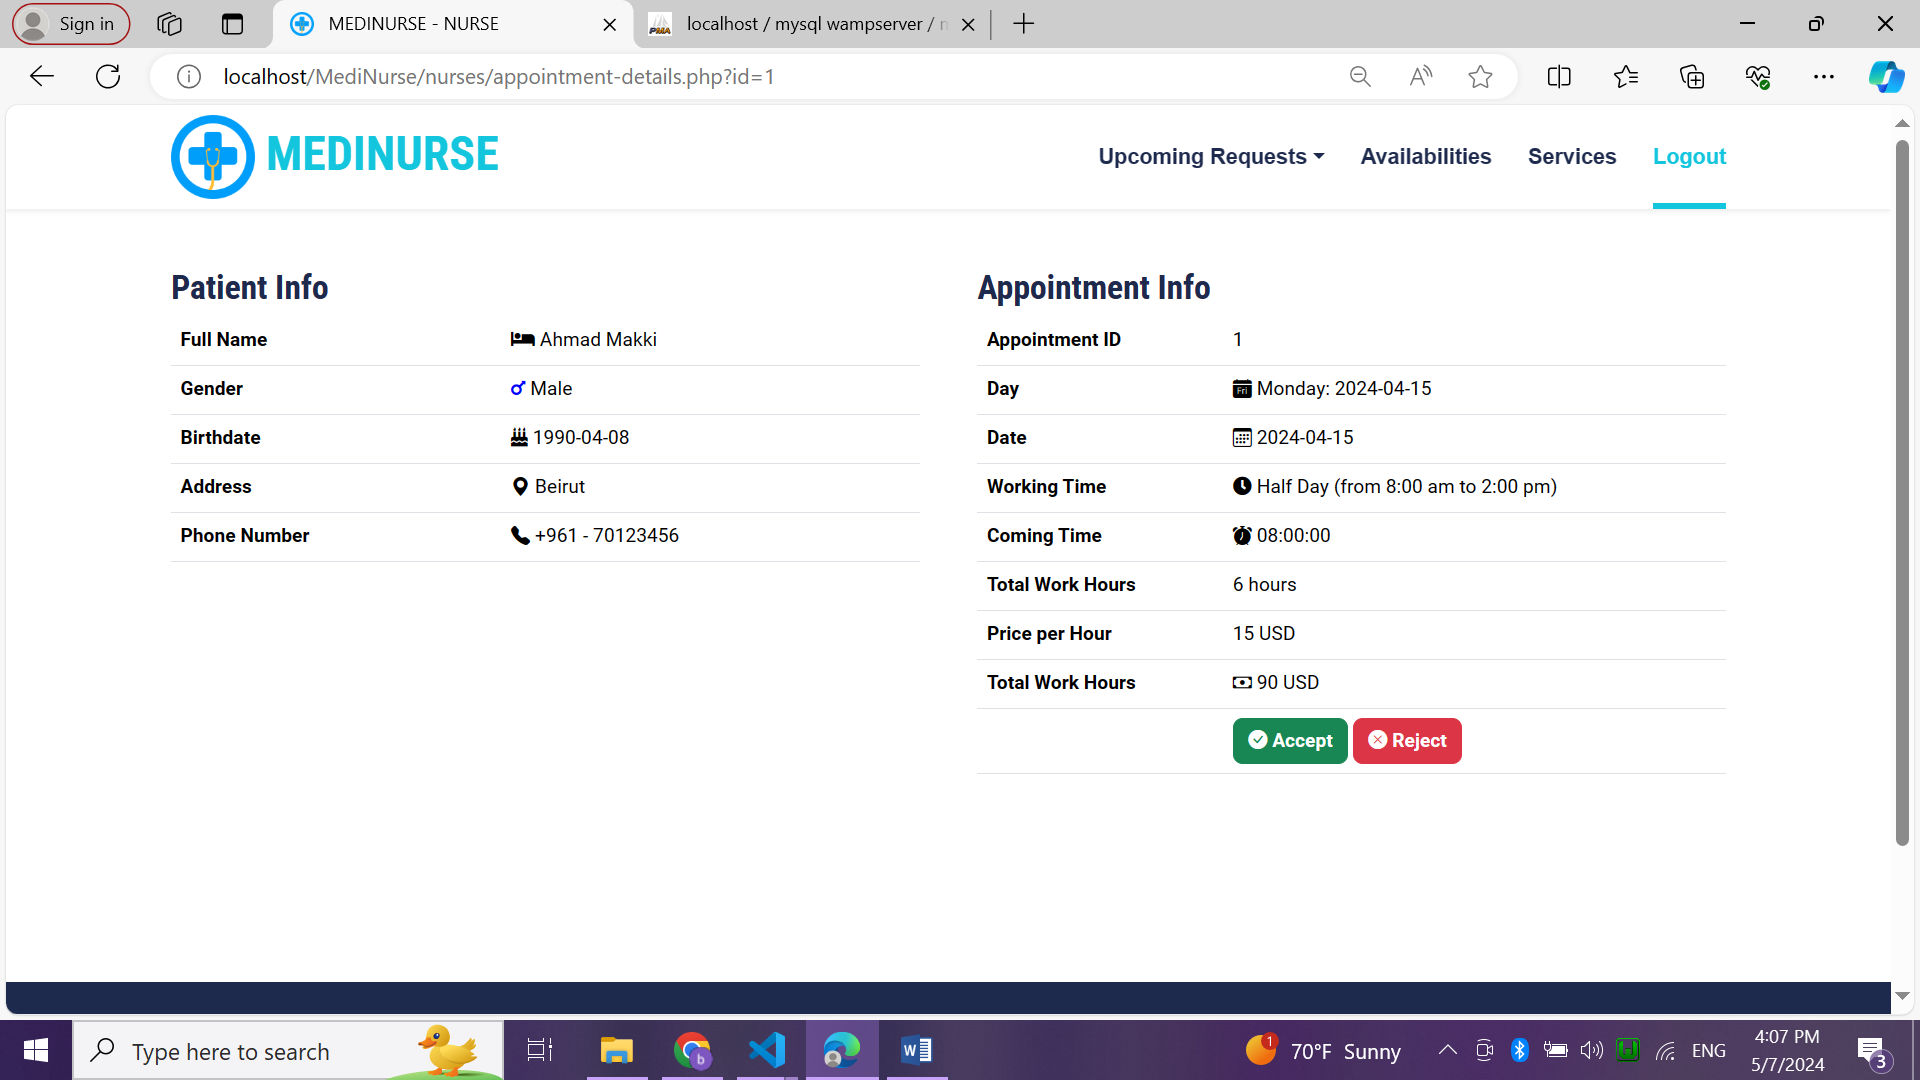 Sign in
MEDINURSE - NURSE
localhost / mysql wampserver /
localhost/MediNurse/nurses/appointment-details.php?id=1
MEDINURSE
Upcoming Requests
Availabilities
Services
Logout
Patient Info
Full Name
Ahmad Makki
Gender
Male
Birthdate
1990-04-08
Address
Beirut
Phone Number
+961 - 70123456
Appointment Info
Appointment ID
1
Day
Fri
Monday: 2024-04-15
Date
2024-04-15
Working Time
Half Day (from 8:00 am to 2:00 pm)
Coming Time
08:00:00
Total Work Hours
6 hours
Price per Hour
15 USD
Total Work Hours
90 USD
Accept
Reject
Type here to search
b
1
70°F Sunny
ENG
4:07 PM
5/7/2024
3